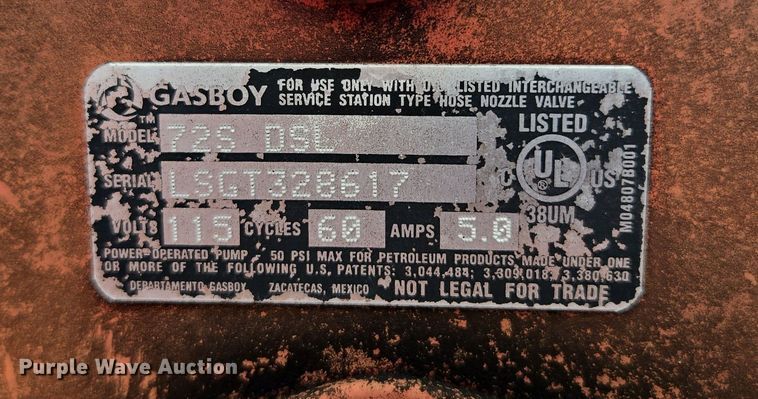 GASBOY
FOR USE ONLY WITH U.L. LISTED INTERCHANGEABLE
SERVICE STATION TYPE HOSE NOZZLE VALVE
LISTED
MODEL 72S DSL
SERIAL LSGT328617
C UL ® US
38UM
M04807B001
VOLTS 115 CYCLES 60 AMPS 5.0
POWER OPERATED PUMP 50 PSI MAX FOR PETROLEUM PRODUCTS MADE UNDER ONE
OR MORE OF THE FOLLOWING U.S. PATENTS: 3,044,484; 3,309,018; 3,380,630
DEPARTAMENTO GASBOY ZACATECAS, MEXICO NOT LEGAL FOR TRADE
Purple Wave Auction